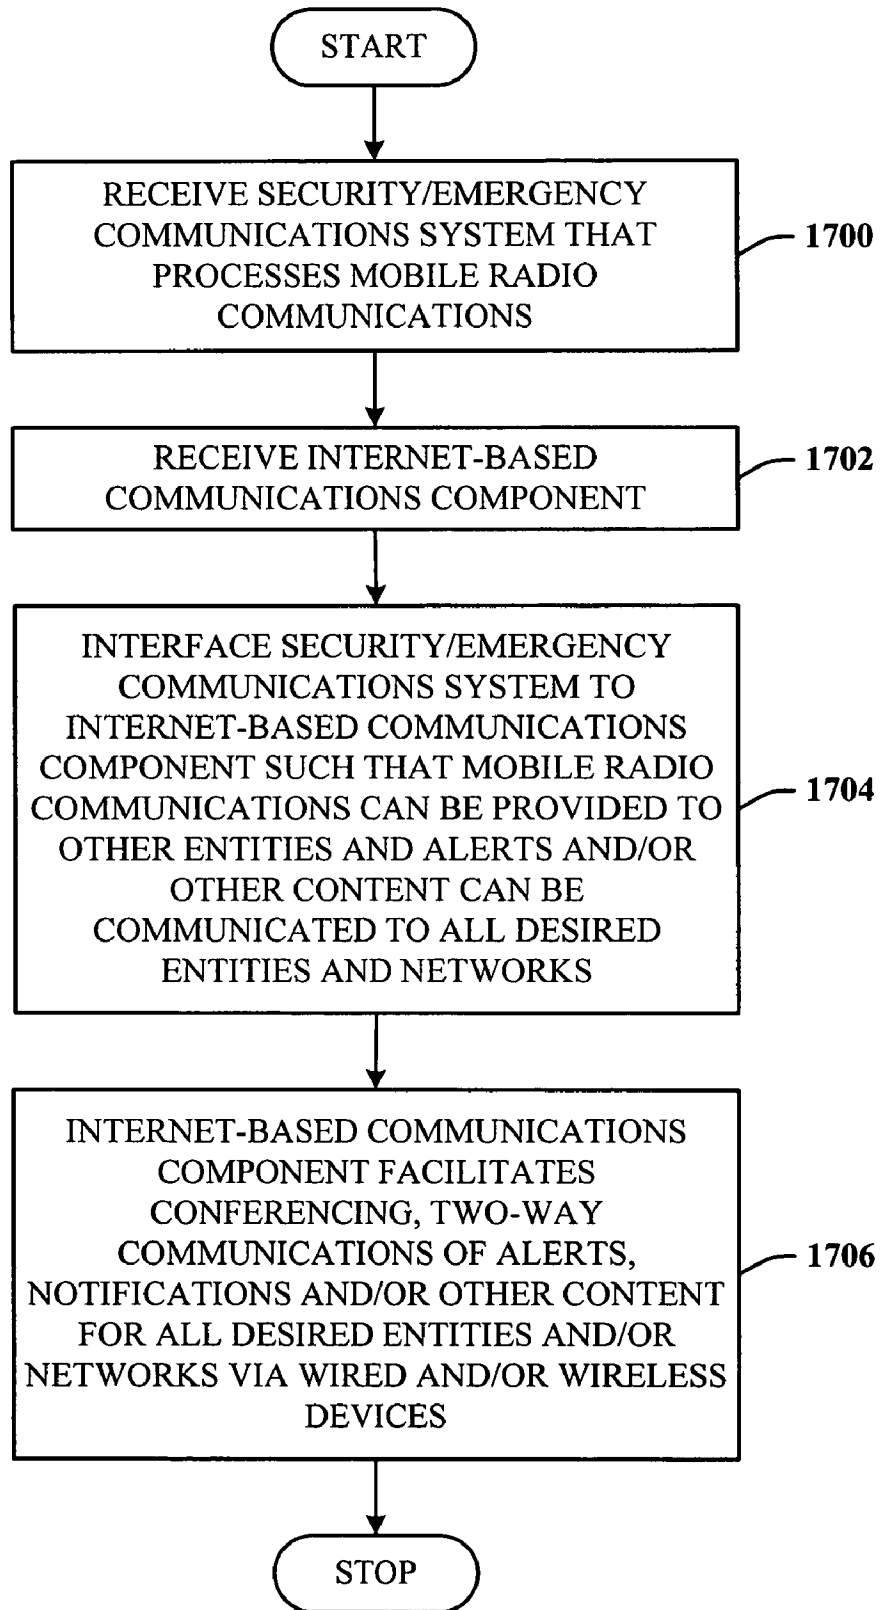 START
RECEIVE SECURITY/EMERGENCY
COMMUNICATIONS SYSTEM THAT
PROCESSES MOBILE RADIO
COMMUNICATIONS
1700
RECEIVE INTERNET-BASED
COMMUNICATIONS COMPONENT
1702
INTERFACE SECURITY/EMERGENCY
COMMUNICATIONS SYSTEM TO
INTERNET-BASED COMMUNICATIONS
COMPONENT SUCH THAT MOBILE RADIO
COMMUNICATIONS CAN BE PROVIDED TO
OTHER ENTITIES AND ALERTS AND/OR
OTHER CONTENT CAN BE
COMMUNICATED TO ALL DESIRED
ENTITIES AND NETWORKS
1704
INTERNET-BASED COMMUNICATIONS
COMPONENT FACILITATES
CONFERENCING, TWO-WAY
COMMUNICATIONS OF ALERTS,
NOTIFICATIONS AND/OR OTHER CONTENT
FOR ALL DESIRED ENTITIES AND/OR
NETWORKS VIA WIRED AND/OR WIRELESS
DEVICES
1706
STOP